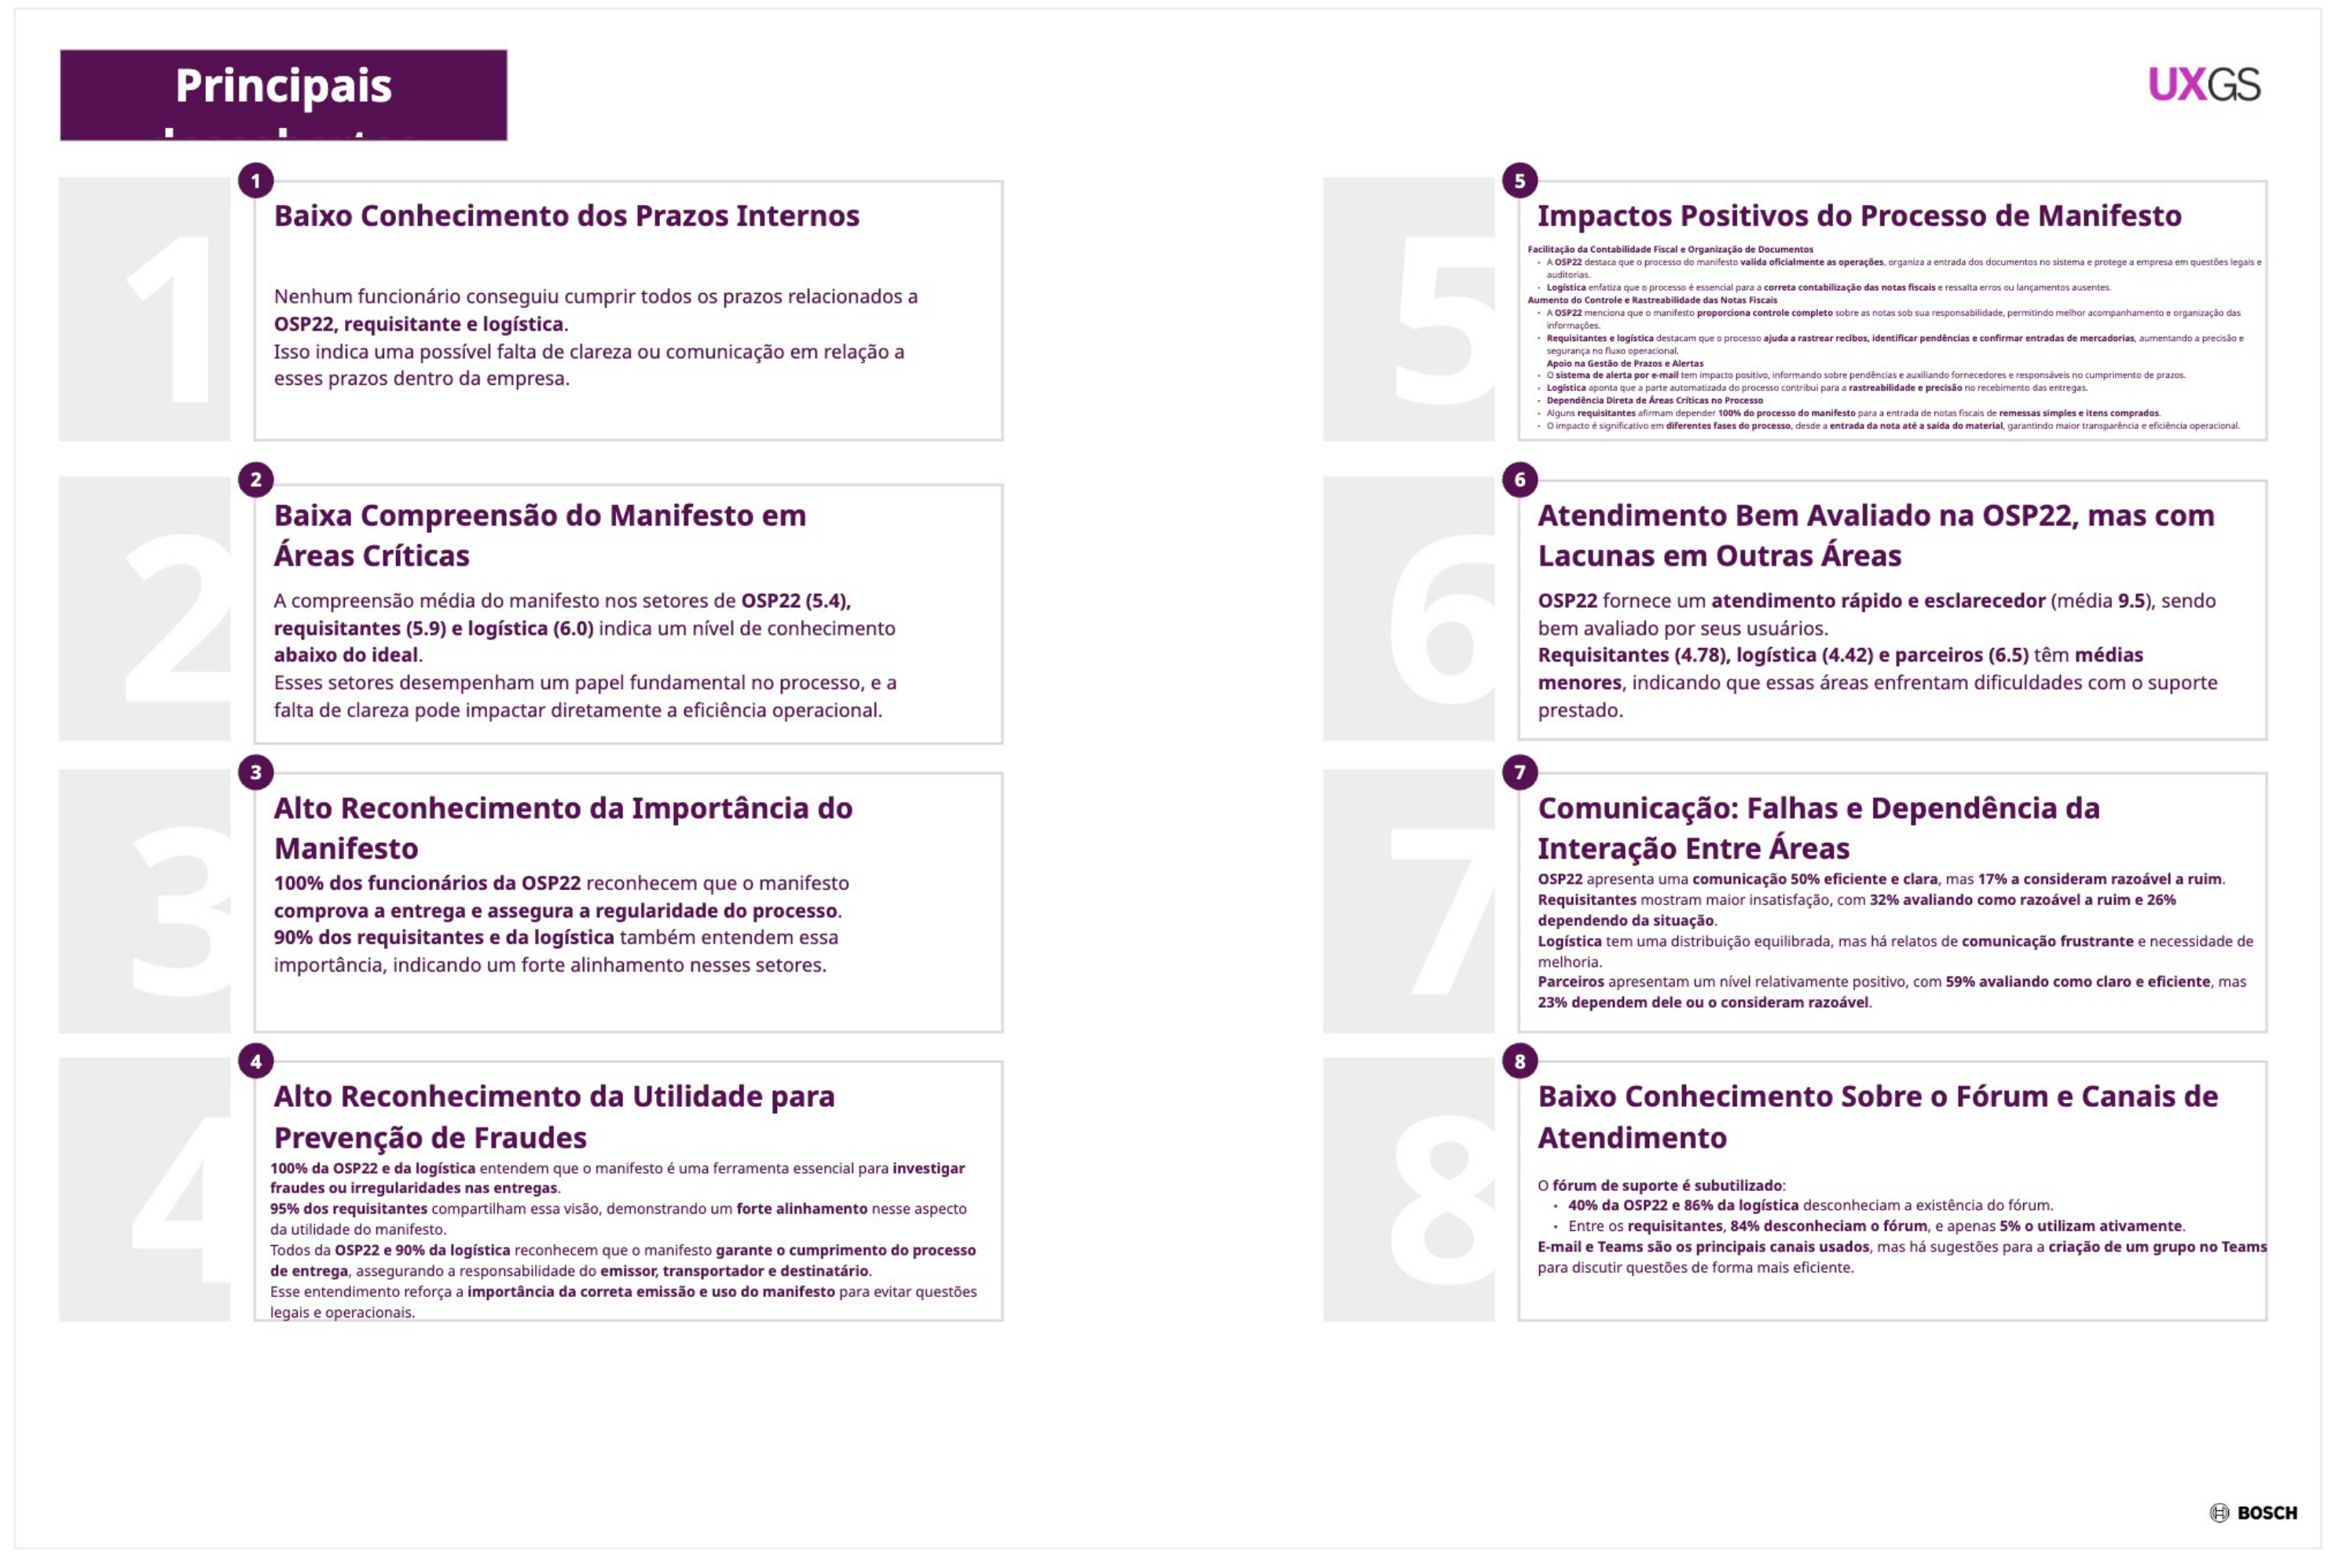 Principais
UXGS
1
1
Baixo Conhecimento dos Prazos Internos
Nenhum funcionário conseguiu cumprir todos os prazos relacionados a
OSP22, requisitante e logística.
Isso indica uma possível falta de clareza ou comunicação em relação a
esses prazos dentro da empresa.
2
2
Baixa Compreensão do Manifesto em
Áreas Críticas
A compreensão média do manifesto nos setores de OSP22 (5.4),
requisitantes (5.9) e logística (6.0) indica um nível de conhecimento
abaixo do ideal.
Esses setores desempenham um papel fundamental no processo, e a
falta de clareza pode impactar diretamente a eficiência operacional.
3
3
Alto Reconhecimento da Importância do
Manifesto
100% dos funcionários da OSP22 reconhecem que o manifesto
comprova a entrega e assegura a regularidade do processo.
90% dos requisitantes e da logística também entendem essa
importância, indicando um forte alinhamento nesses setores.
4
4
Alto Reconhecimento da Utilidade para
Prevenção de Fraudes
100% da OSP22 e da logística entendem que o manifesto é uma ferramenta essencial para investigar
fraudes ou irregularidades nas entregas.
95% dos requisitantes compartilham essa visão, demonstrando um forte alinhamento nesse aspecto
da utilidade do manifesto.
Todos da OSP22 e 90% da logística reconhecem que o manifesto garante o cumprimento do processo
de entrega, assegurando a responsabilidade do emissor, transportador e destinatário.
Esse entendimento reforça a importância da correta emissão e uso do manifesto para evitar questões
legais e operacionais.
5
5
Impactos Positivos do Processo de Manifesto
Facilitação da Contabilidade Fiscal e Organização de Documentos
• A OSP22 destaca que o processo do manifesto valida oficialmente as operações, organiza a entrada dos documentos no sistema e protege a empresa em questões legais e
auditorias.
• Logística enfatiza que o processo é essencial para a correta contabilização das notas fiscais e ressalta erros ou lançamentos ausentes.
Aumento do Controle e Rastreabilidade das Notas Fiscais
• A OSP22 menciona que o manifesto proporciona controle completo sobre as notas sob sua responsabilidade, permitindo melhor acompanhamento e organização das
informações.
• Requisitantes e logística destacam que o processo ajuda a rastrear recibos, identificar pendências e confirmar entradas de mercadorias, aumentando a precisão e
segurança no fluxo operacional.
Apoio na Gestão de Prazos e Alertas
• O sistema de alerta por e-mail tem impacto positivo, informando sobre pendências e auxiliando fornecedores e responsáveis no cumprimento de prazos.
• Logística aponta que a parte automatizada do processo contribui para a rastreabilidade e precisão no recebimento das entregas.
• Dependência Direta de Áreas Críticas no Processo
• Alguns requisitantes afirmam depender 100% do processo do manifesto para a entrada de notas fiscais de remessas simples e itens comprados.
• O impacto é significativo em diferentes fases do processo, desde a entrada da nota até a saída do material, garantindo maior transparência e eficiência operacional.
6
6
Atendimento Bem Avaliado na OSP22, mas com
Lacunas em Outras Áreas
OSP22 fornece um atendimento rápido e esclarecedor (média 9.5), sendo
bem avaliado por seus usuários.
Requisitantes (4.78), logística (4.42) e parceiros (6.5) têm médias
menores, indicando que essas áreas enfrentam dificuldades com o suporte
prestado.
7
7
Comunicação: Falhas e Dependência da
Interação Entre Áreas
OSP22 apresenta uma comunicação 50% eficiente e clara, mas 17% a consideram razoável a ruim.
Requisitantes mostram maior insatisfação, com 32% avaliando como razoável a ruim e 26%
dependendo da situação.
Logística tem uma distribuição equilibrada, mas há relatos de comunicação frustrante e necessidade de
melhoria.
Parceiros apresentam um nível relativamente positivo, com 59% avaliando como claro e eficiente, mas
23% dependem dele ou o consideram razoável.
8
8
Baixo Conhecimento Sobre o Fórum e Canais de
Atendimento
O fórum de suporte é subutilizado:
• 40% da OSP22 e 86% da logística desconheciam a existência do fórum.
• Entre os requisitantes, 84% desconheciam o fórum, e apenas 5% o utilizam ativamente.
E-mail e Teams são os principais canais usados, mas há sugestões para a criação de um grupo no Teams
para discutir questões de forma mais eficiente.
BOSCH